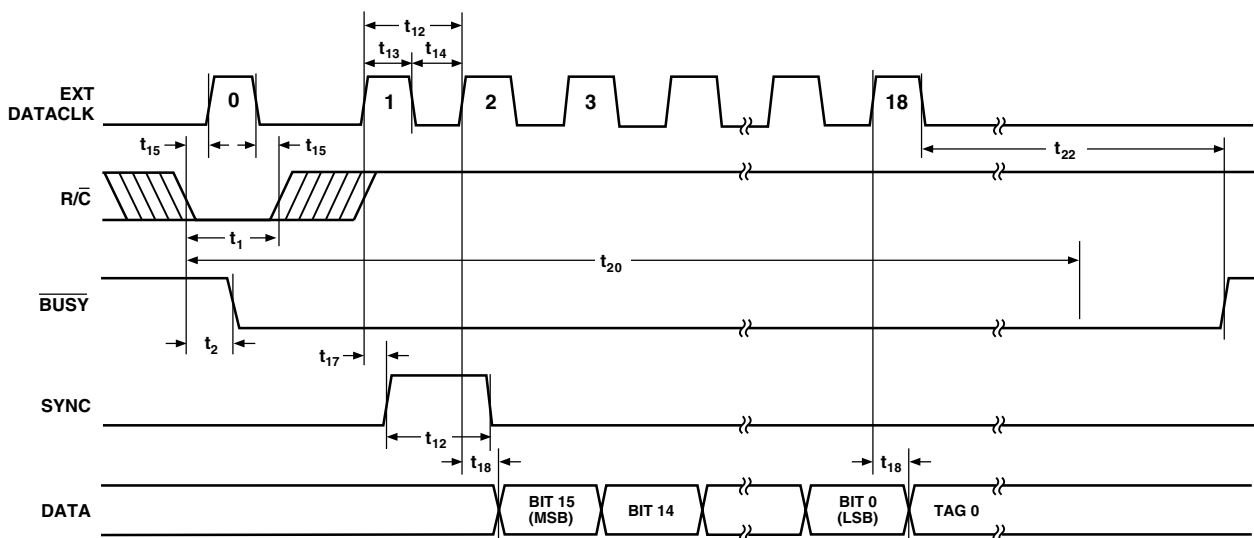 t12
t13 t14
EXT
DATACLK
0 1 2 3 18
t15 t15
t22
R/C̅
t1
t20
B̅U̅S̅Y̅
t2
t17
SYNC
t12
t18 t18
DATA
BIT 15
(MSB)
BIT 14
BIT 0
(LSB)
TAG 0